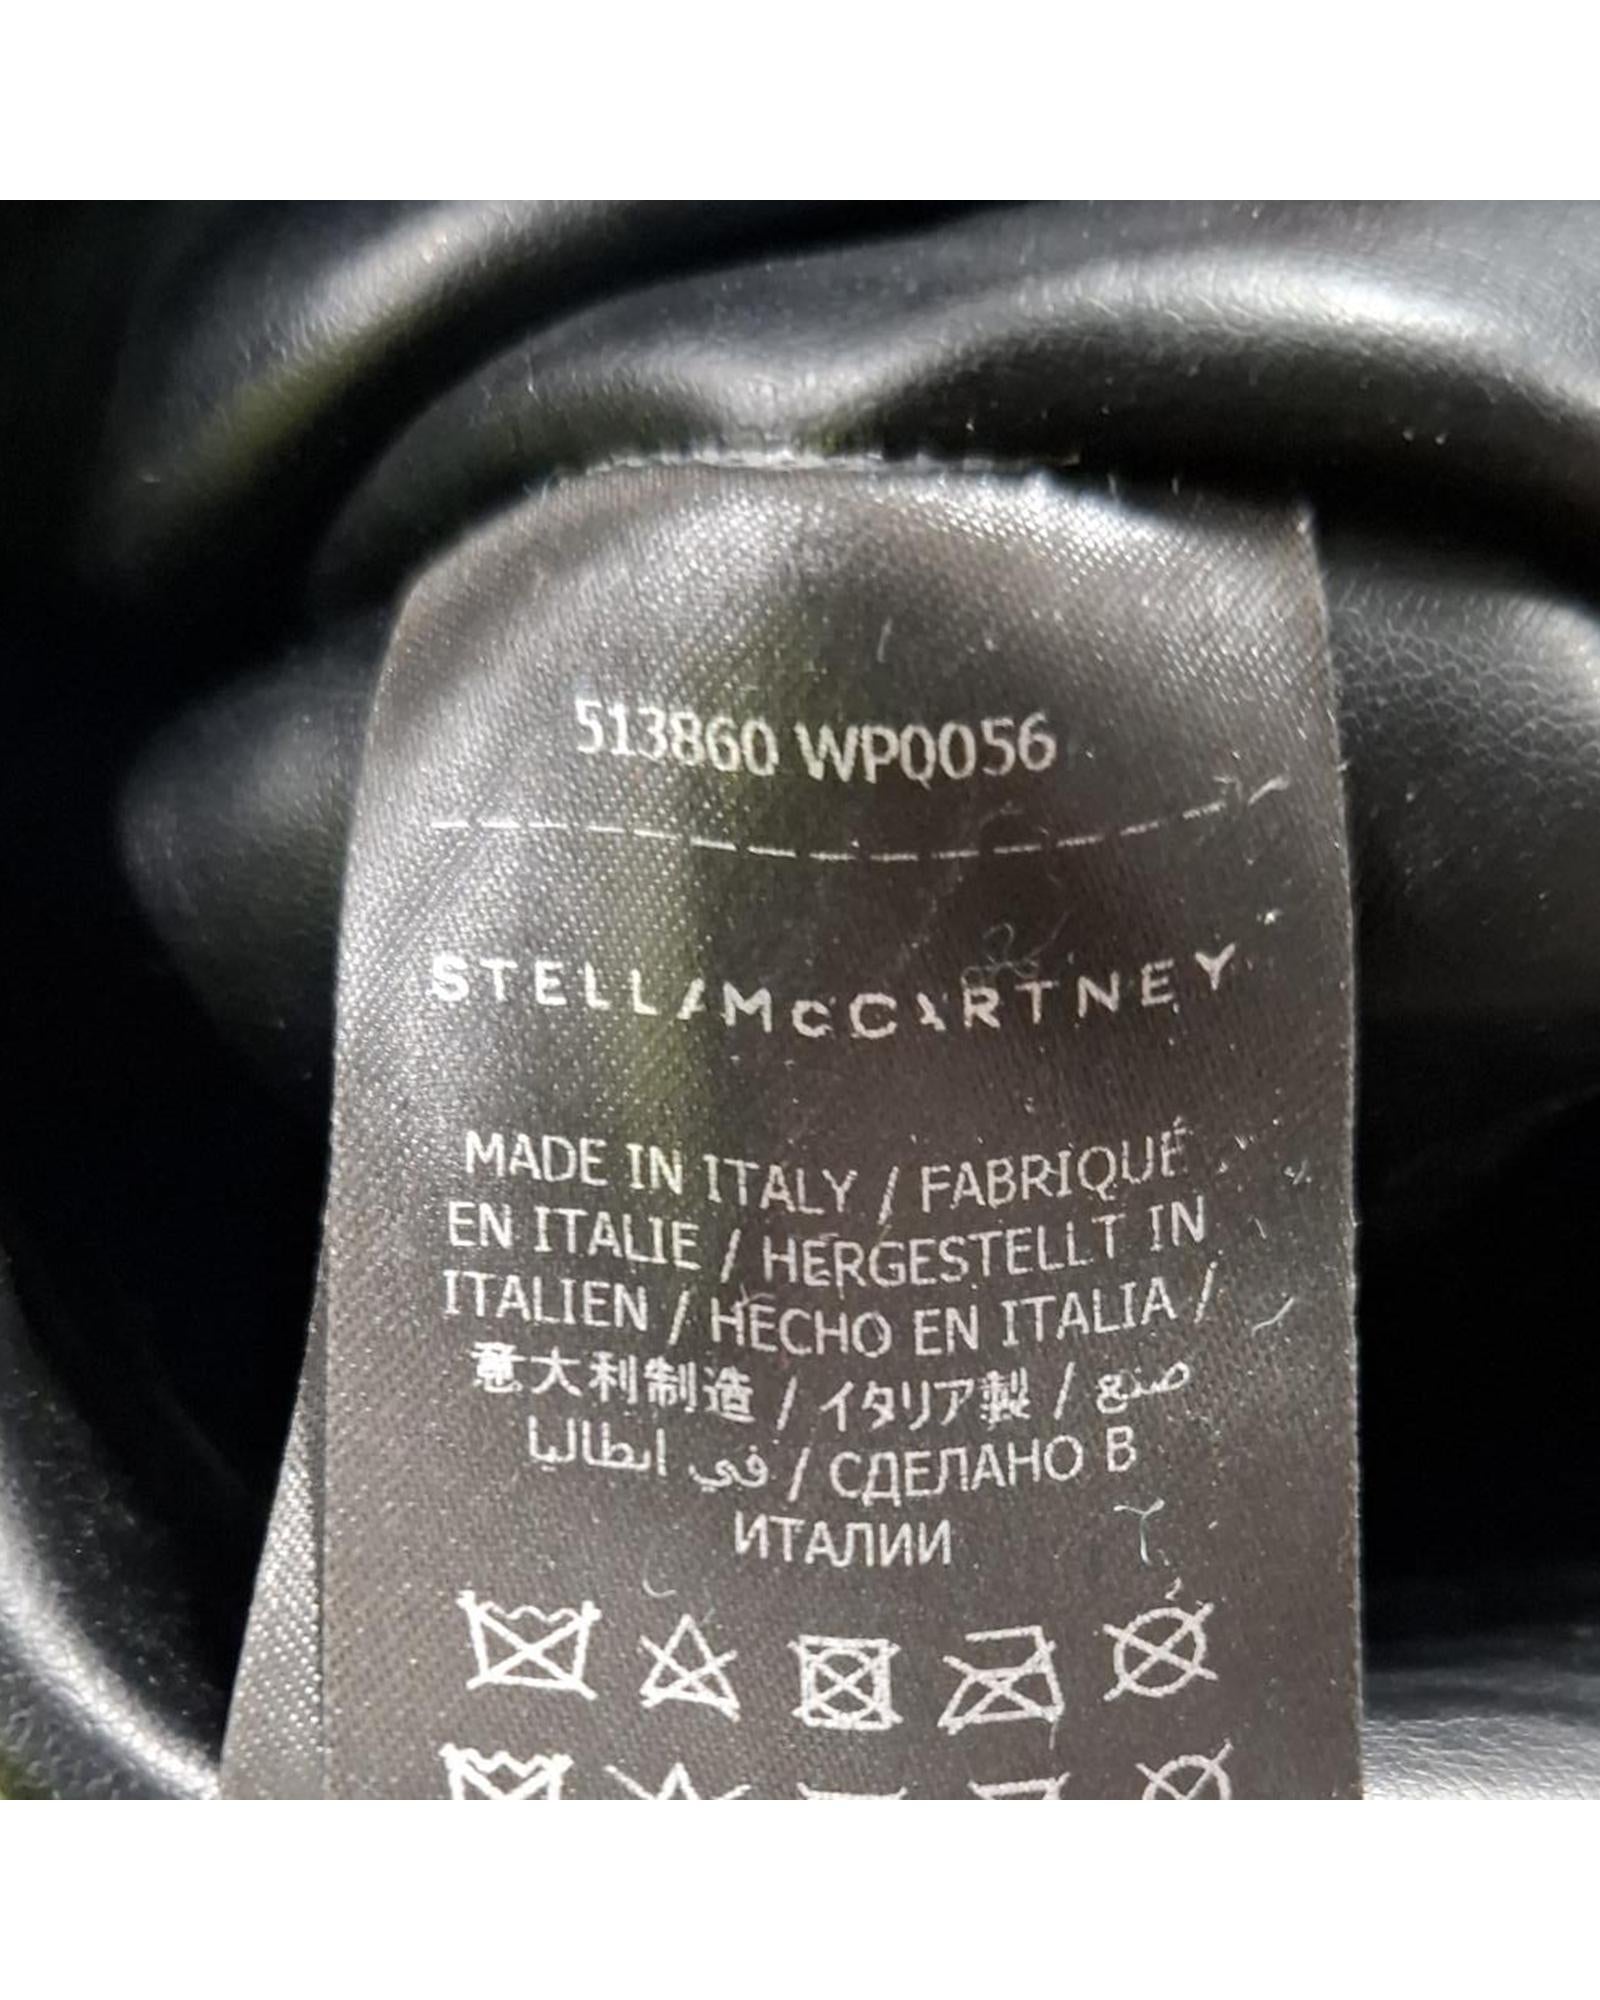 513860 WP0056
STELLA McCARTNEY
MADE IN ITALY / FABRIQUÉ
EN ITALIE / HERGESTELLT IN
ITALIEN / HECHO EN ITALIA /
意大利制造 / イタリア製 / صنع
في ايطاليا / СДЕЛАНО В
ИТАЛИИ